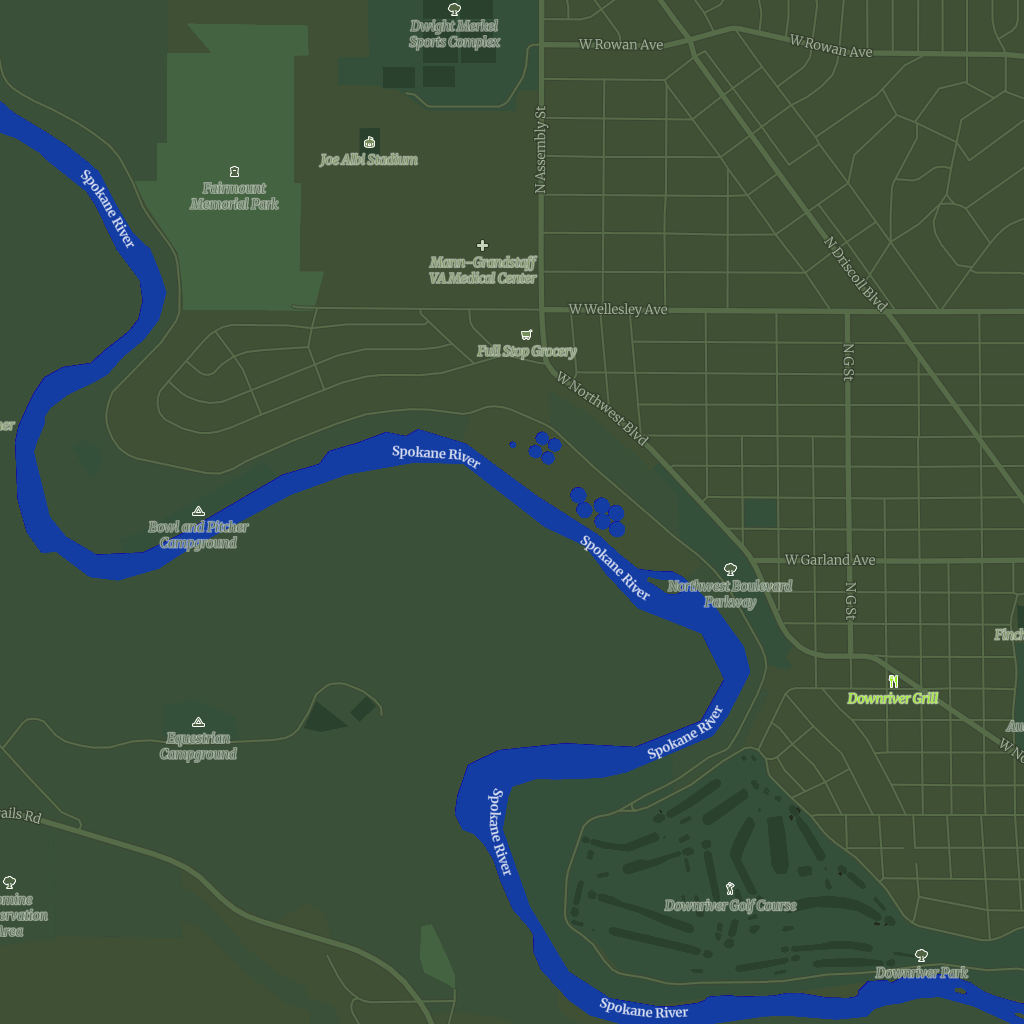 Dwight Merkel
Sports Complex
W Rowan Ave
W Rowan Ave
N Assembly St
Joe Albi Stadium
Fairmount
Memorial Park
Spokane River
Mann-Grandstaff
VA Medical Center
N Driscoll Blvd
W Wellesley Ave
Full Stop Grocery
N G St
W Northwest Blvd
Spokane River
Bowl and Pitcher
Campground
Spokane River
W Garland Ave
Northwest Boulevard
Parkway
N G St
Downriver Grill
Spokane River
Equestrian
Campground
Spokane River
Downriver Golf Course
Downriver Park
Spokane River